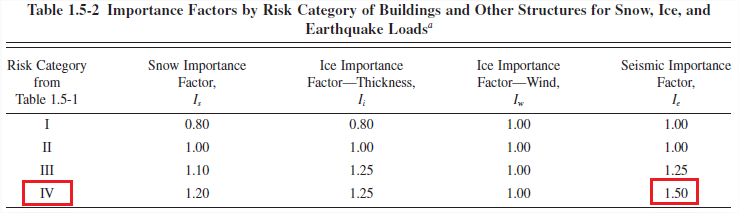 Table 1.5-2 Importance Factors by Risk Category of Buildings and Other Structures for Snow, Ice, and
Earthquake Loadsᵃ
Risk Category from Table 1.5-1 Snow Importance Factor, Iₛ Ice Importance Factor—Thickness, Iᵢ Ice Importance Factor—Wind, I_w Seismic Importance Factor, Iₑ
I 0.80 0.80 1.00 1.00
II 1.00 1.00 1.00 1.00
III 1.10 1.25 1.00 1.25
IV 1.20 1.25 1.00 1.50